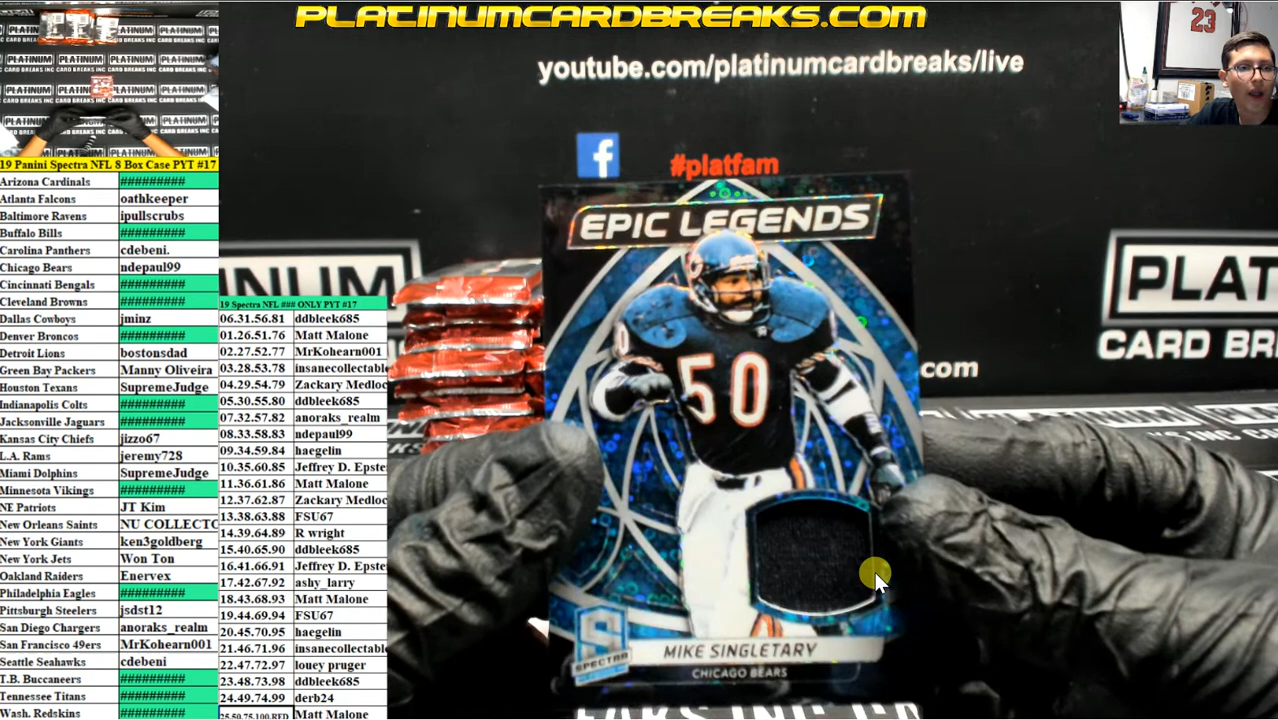 PLATINUMCARDBREAKS.COM
youtube.com/platinumcardbreaks/live
#platfam
23
19 Panini Spectra NFL 8 Box Case PYT #17
Arizona Cardinals #########
Atlanta Falcons oathkeeper
Baltimore Ravens ipullscrubs
Buffalo Bills #########
Carolina Panthers cdebeni.
Chicago Bears ndepaul99
Cincinnati Bengals #########
Cleveland Browns #########
Dallas Cowboys jminz
Denver Broncos #########
Detroit Lions bostonsdad
Green Bay Packers Manny Oliveira
Houston Texans SupremeJudge
Indianapolis Colts #########
Jacksonville Jaguars #########
Kansas City Chiefs jizzo67
L.A. Rams jeremy728
Miami Dolphins SupremeJudge
Minnesota Vikings #########
NE Patriots JT Kim
New Orleans Saints NU COLLECTO
New York Giants ken3goldberg
New York Jets Won Ton
Oakland Raiders Enervex
Philadelphia Eagles #########
Pittsburgh Steelers jsdst12
San Diego Chargers anoraks_realm
San Francisco 49ers MrKohearn001
Seattle Seahawks cdebeni
T.B. Buccaneers #########
Tennessee Titans #########
Wash. Redskins #########
19 Spectra NFL ### ONLY PYT #17
06.31.56.81 ddbleek685
01.26.51.76 Matt Malone
02.27.52.77 MrKohearn001
03.28.53.78 insanecollectable
04.29.54.79 Zackary Medloc
05.30.55.80 ddbleek685
07.32.57.82 anoraks_realm
08.33.58.83 ndepaul99
09.34.59.84 haegelin
10.35.60.85 Jeffrey D. Epste
11.36.61.86 Matt Malone
12.37.62.87 Zackary Medloc
13.38.63.88 FSU67
14.39.64.89 R wright
15.40.65.90 ddbleek685
16.41.66.91 Jeffrey D. Epste
17.42.67.92 ashy_larry
18.43.68.93 Matt Malone
19.44.69.94 FSU67
20.45.70.95 haegelin
21.46.71.96 insanecollectable
22.47.72.97 louey pruger
23.48.73.98 ddbleek685
24.49.74.99 derb24
25.50.75.100.RED Matt Malone
EPIC LEGENDS
50
S
SPECTRA
MIKE SINGLETARY
CHICAGO BEARS
INUM
.com
PLAT
CARD BR